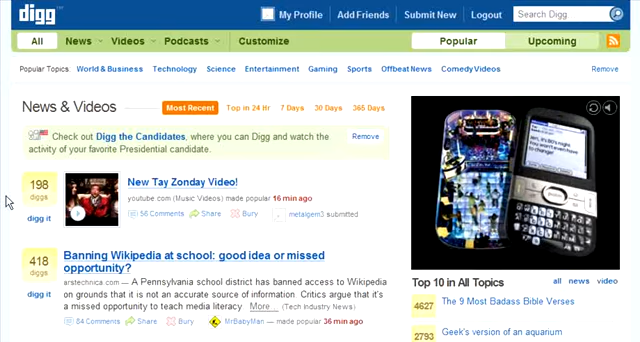 digg™
My Profile
Add Friends
Submit New
Logout
Search Digg
All
News
Videos
Podcasts
Customize
Popular
Upcoming
Popular Topics
World & Business
Technology
Science
Entertainment
Gaming
Sports
Offbeat News
Comedy Videos
Remove
News & Videos
Most Recent
Top in 24 Hr
7 Days
30 Days
365 Days
Check out Digg the Candidates, where you can Digg and watch the
activity of your favorite Presidential candidate.
Remove
198
diggs
digg it
New Tay Zonday Video!
youtube.com (Music Videos) made popular 16 min ago
56 Comments
Share
Bury
metalgem3 submitted
418
diggs
digg it
Banning Wikipedia at school: good idea or missed
opportunity?
arstechnica.com — A Pennsylvania school district has banned access to Wikipedia
on grounds that it is not an accurate source of information. Critics argue that it's
a missed opportunity to teach media literacy. More... (Tech Industry News)
84 Comments
Share
Bury
MrBabyMan — made popular 36 min ago
Top 10 in All Topics
all
news
video
4627
The 9 Most Badass Bible Verses
2793
Geek's version of an aquarium